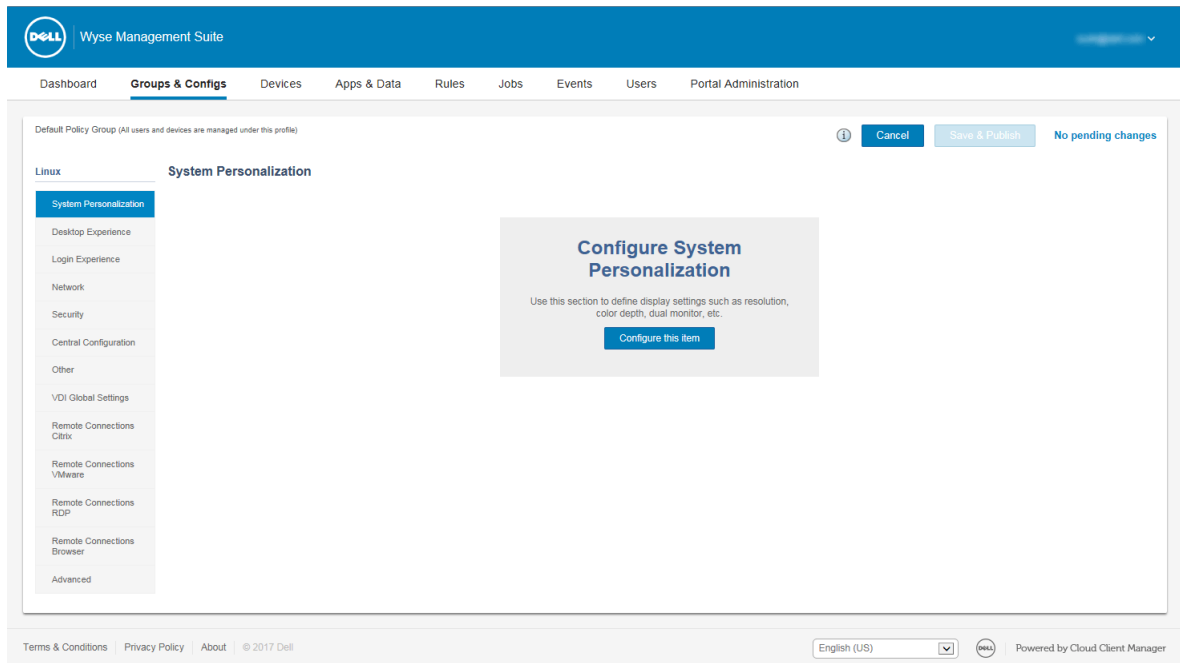 DELL Wyse Management Suite
Dashboard Groups & Configs Devices Apps & Data Rules Jobs Events Users Portal Administration
Default Policy Group (All users and devices are managed under this profile)
i Cancel Save & Publish No pending changes
Linux
System Personalization
System Personalization
Desktop Experience
Login Experience
Network
Security
Central Configuration
Other
VDI Global Settings
Remote Connections
Citrix
Remote Connections
VMware
Remote Connections
RDP
Remote Connections
Browser
Advanced
Configure System
Personalization
Use this section to define display settings such as resolution,
color depth, dual monitor, etc.
Configure this item
Terms & Conditions Privacy Policy About © 2017 Dell
English (US)
DELL Powered by Cloud Client Manager